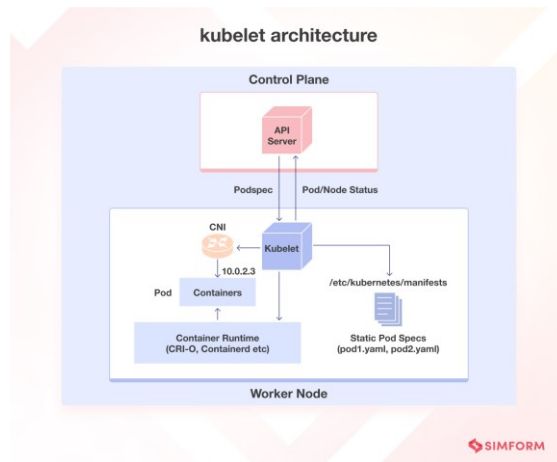 kubelet architecture
Control Plane
API
Server
Podspec
Pod/Node Status
CNI
Kubelet
10.0.2.3
/etc/kubernetes/manifests
Pod
Containers
Container Runtime
(CRI-O, Containerd etc)
Static Pod Specs
(pod1.yaml, pod2.yaml)
Worker Node
SIMFORM